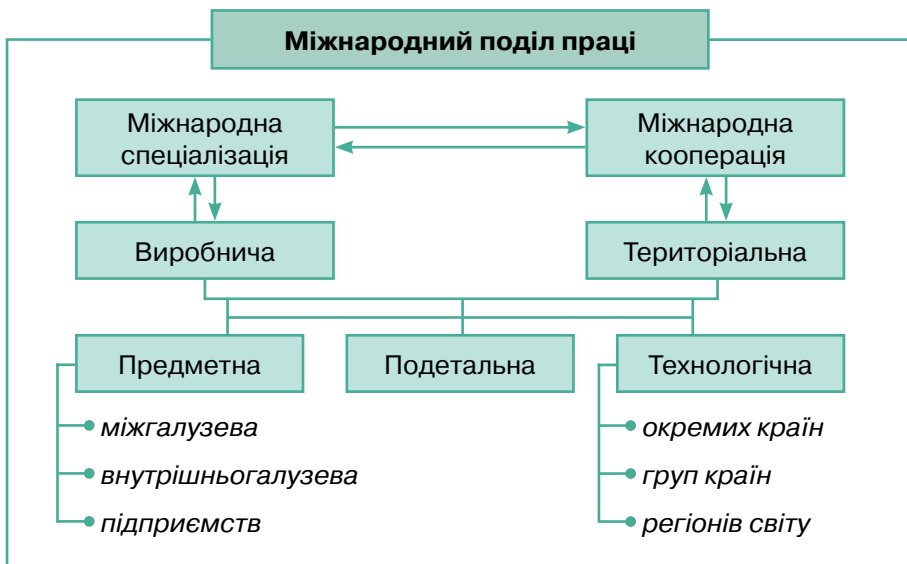 Міжнародний поділ праці
Міжнародна
спеціалізація
Міжнародна
кооперація
Виробнича
Територіальна
Предметна
Подетальна
Технологічна
міжгалузева
внутрішньогалузева
підприємств
окремих країн
груп країн
регіонів світу